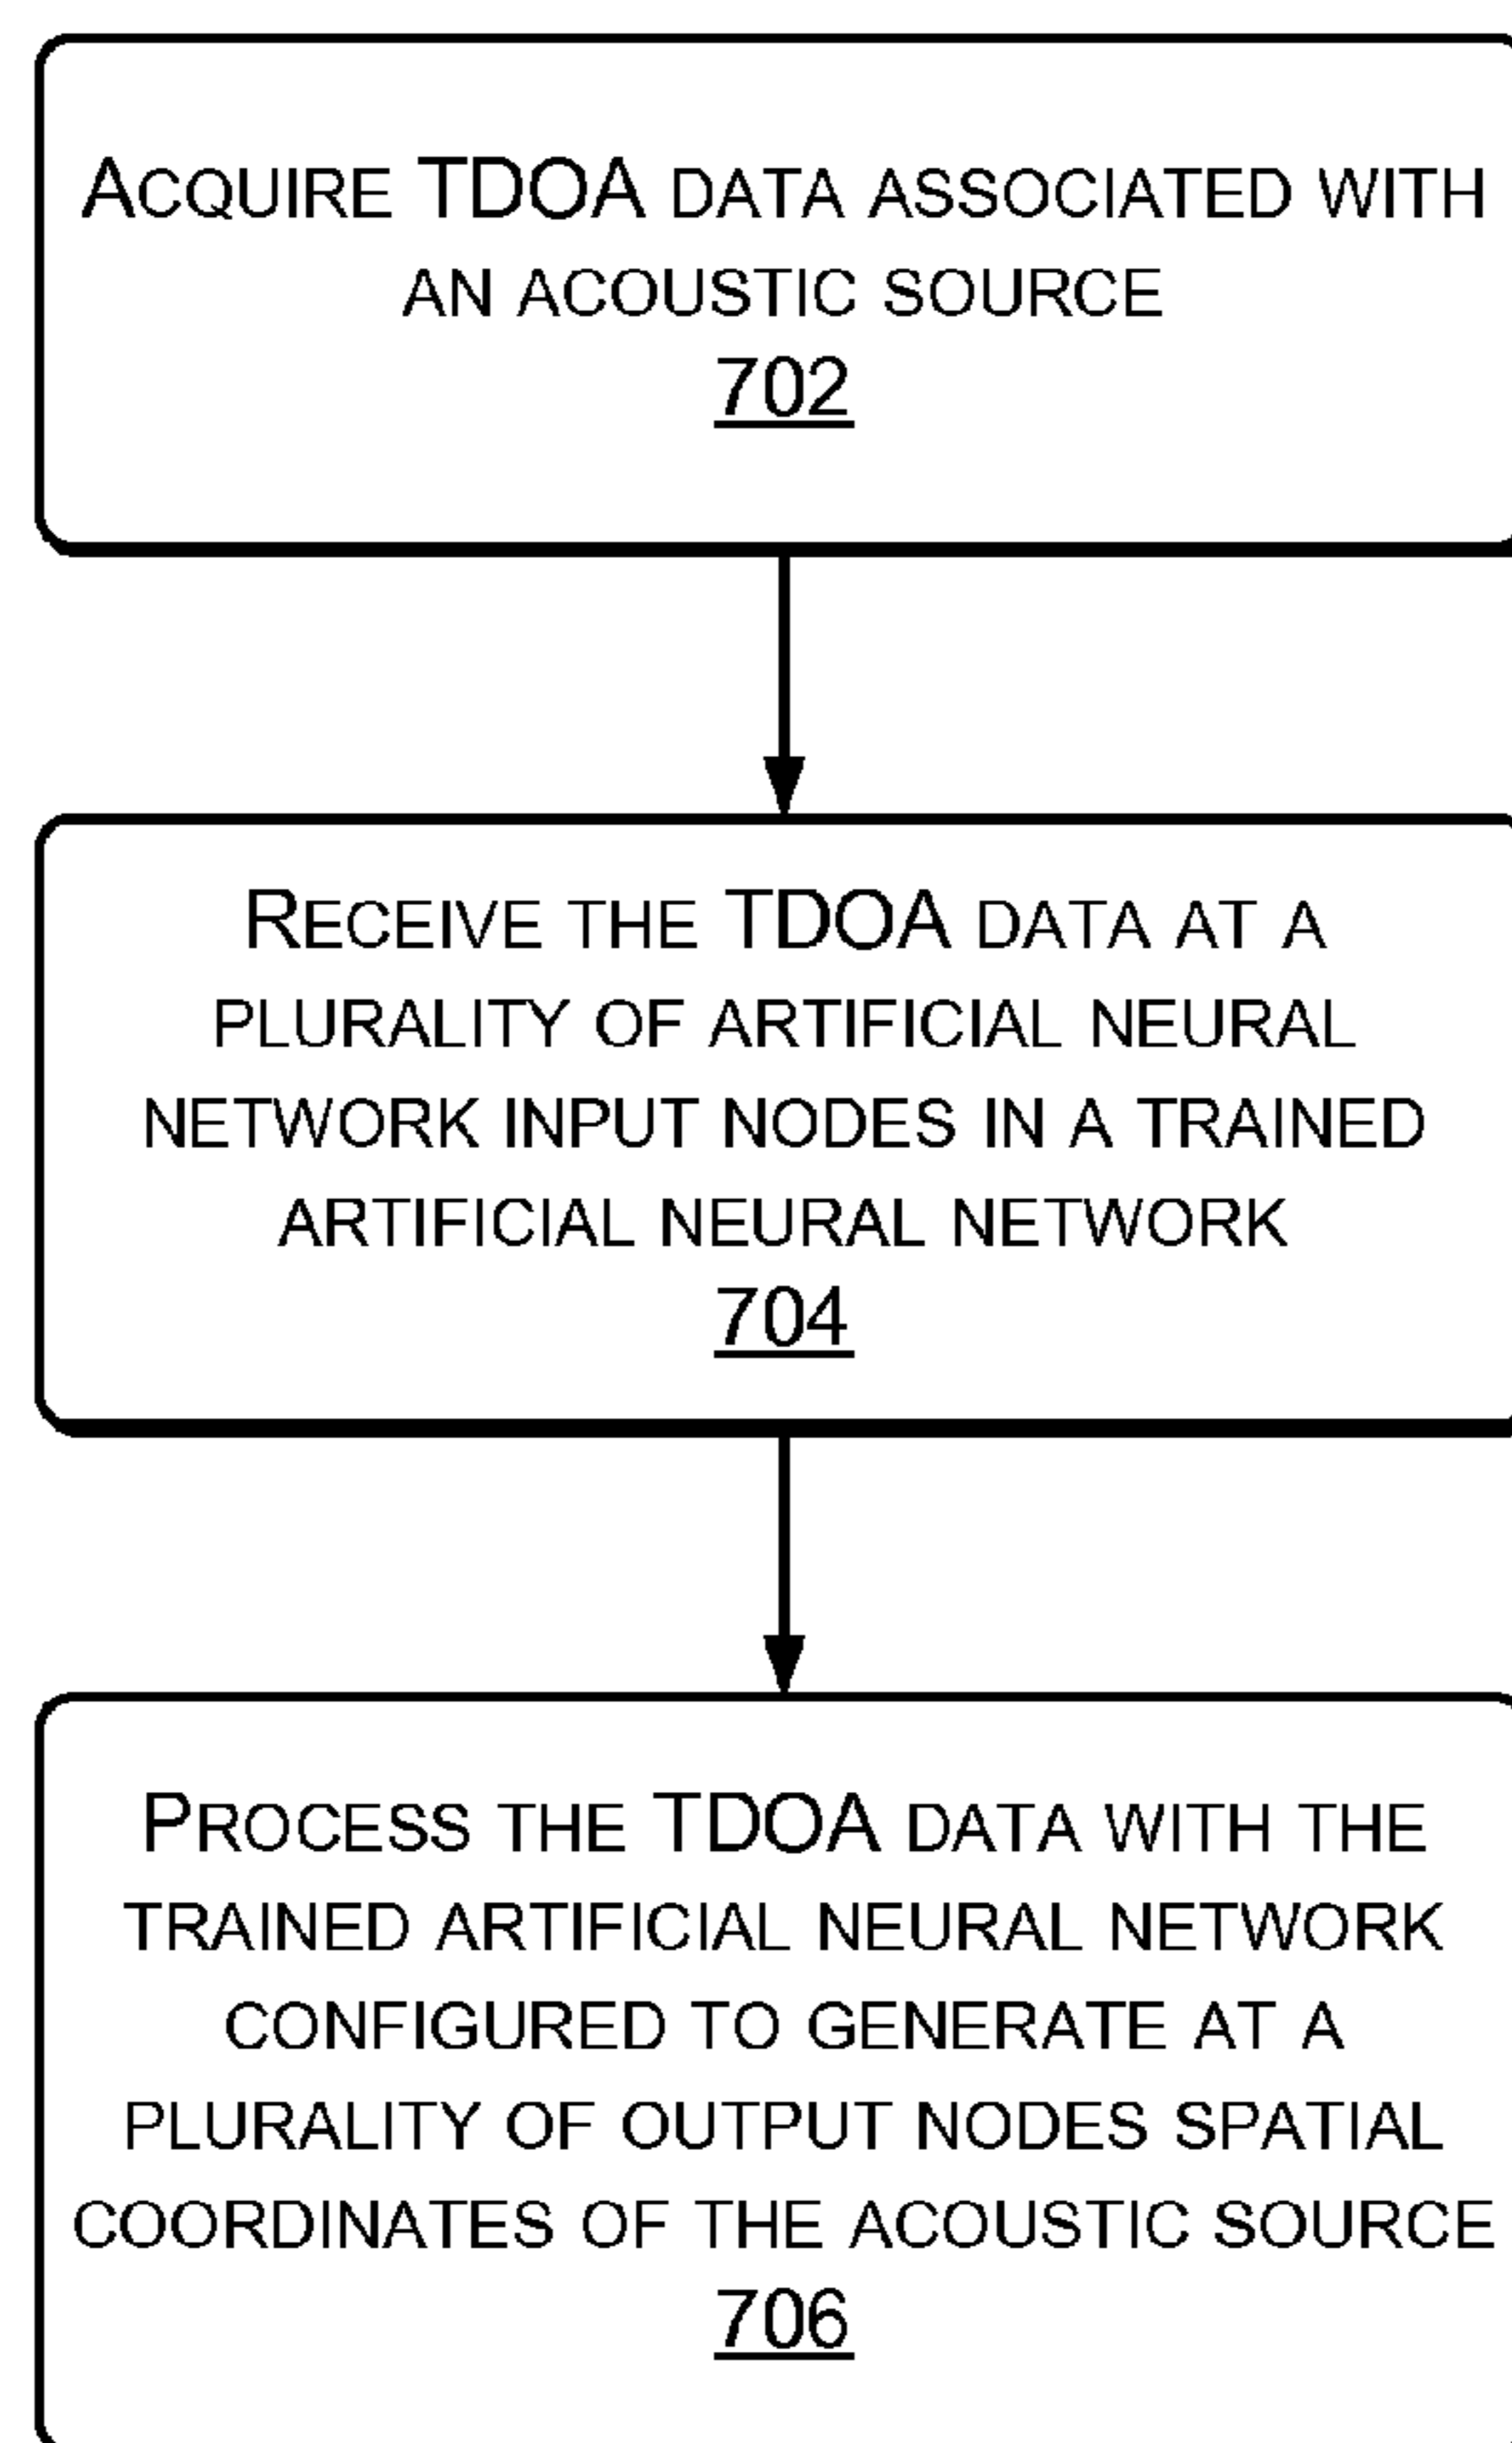 ACQUIRE TDOA DATA ASSOCIATED WITH
AN ACOUSTIC SOURCE
702
RECEIVE THE TDOA DATA AT A
PLURALITY OF ARTIFICIAL NEURAL
NETWORK INPUT NODES IN A TRAINED
ARTIFICIAL NEURAL NETWORK
704
PROCESS THE TDOA DATA WITH THE
TRAINED ARTIFICIAL NEURAL NETWORK
CONFIGURED TO GENERATE AT A
PLURALITY OF OUTPUT NODES SPATIAL
COORDINATES OF THE ACOUSTIC SOURCE
706